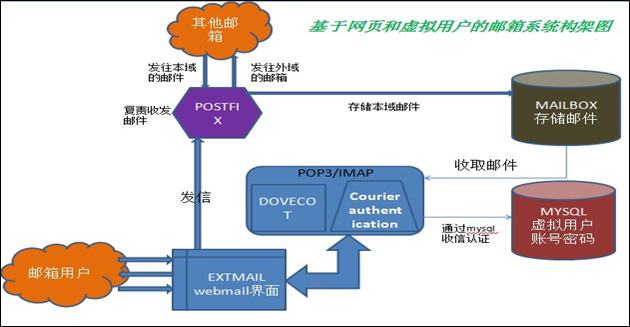 基于网页和虚拟用户的邮箱系统构架图
其他邮
箱
发往本域
的邮件
发往外域
的邮箱
复责收发
邮件
POSTFI
X
存储本域邮件
MAILBOX
存储邮件
收取邮件
发信
POP3/IMAP
DOVECO
T
Courier
authent
ication
通过mysql
收信认证
MYSQL
虚拟用户
账号密码
邮箱用户
EXTMAIL
webmail界面